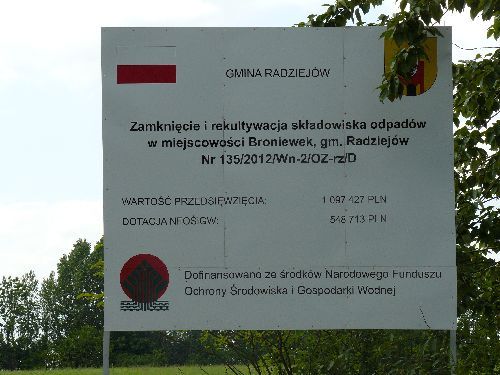 GMINA RADZIEJÓW
Zamknięcie i rekultywacja składowiska odpadów
w miejscowości Broniewek, gm. Radziejów
Nr 135/2012/Wn-2/OZ-rz/D
WARTOŚĆ PRZEDSIĘWZIĘCIA: 1 097 427 PLN
DOTACJA NFOŚiGW: 548 713 PLN
Dofinansowano ze środków Narodowego Funduszu
Ochrony Środowiska i Gospodarki Wodnej